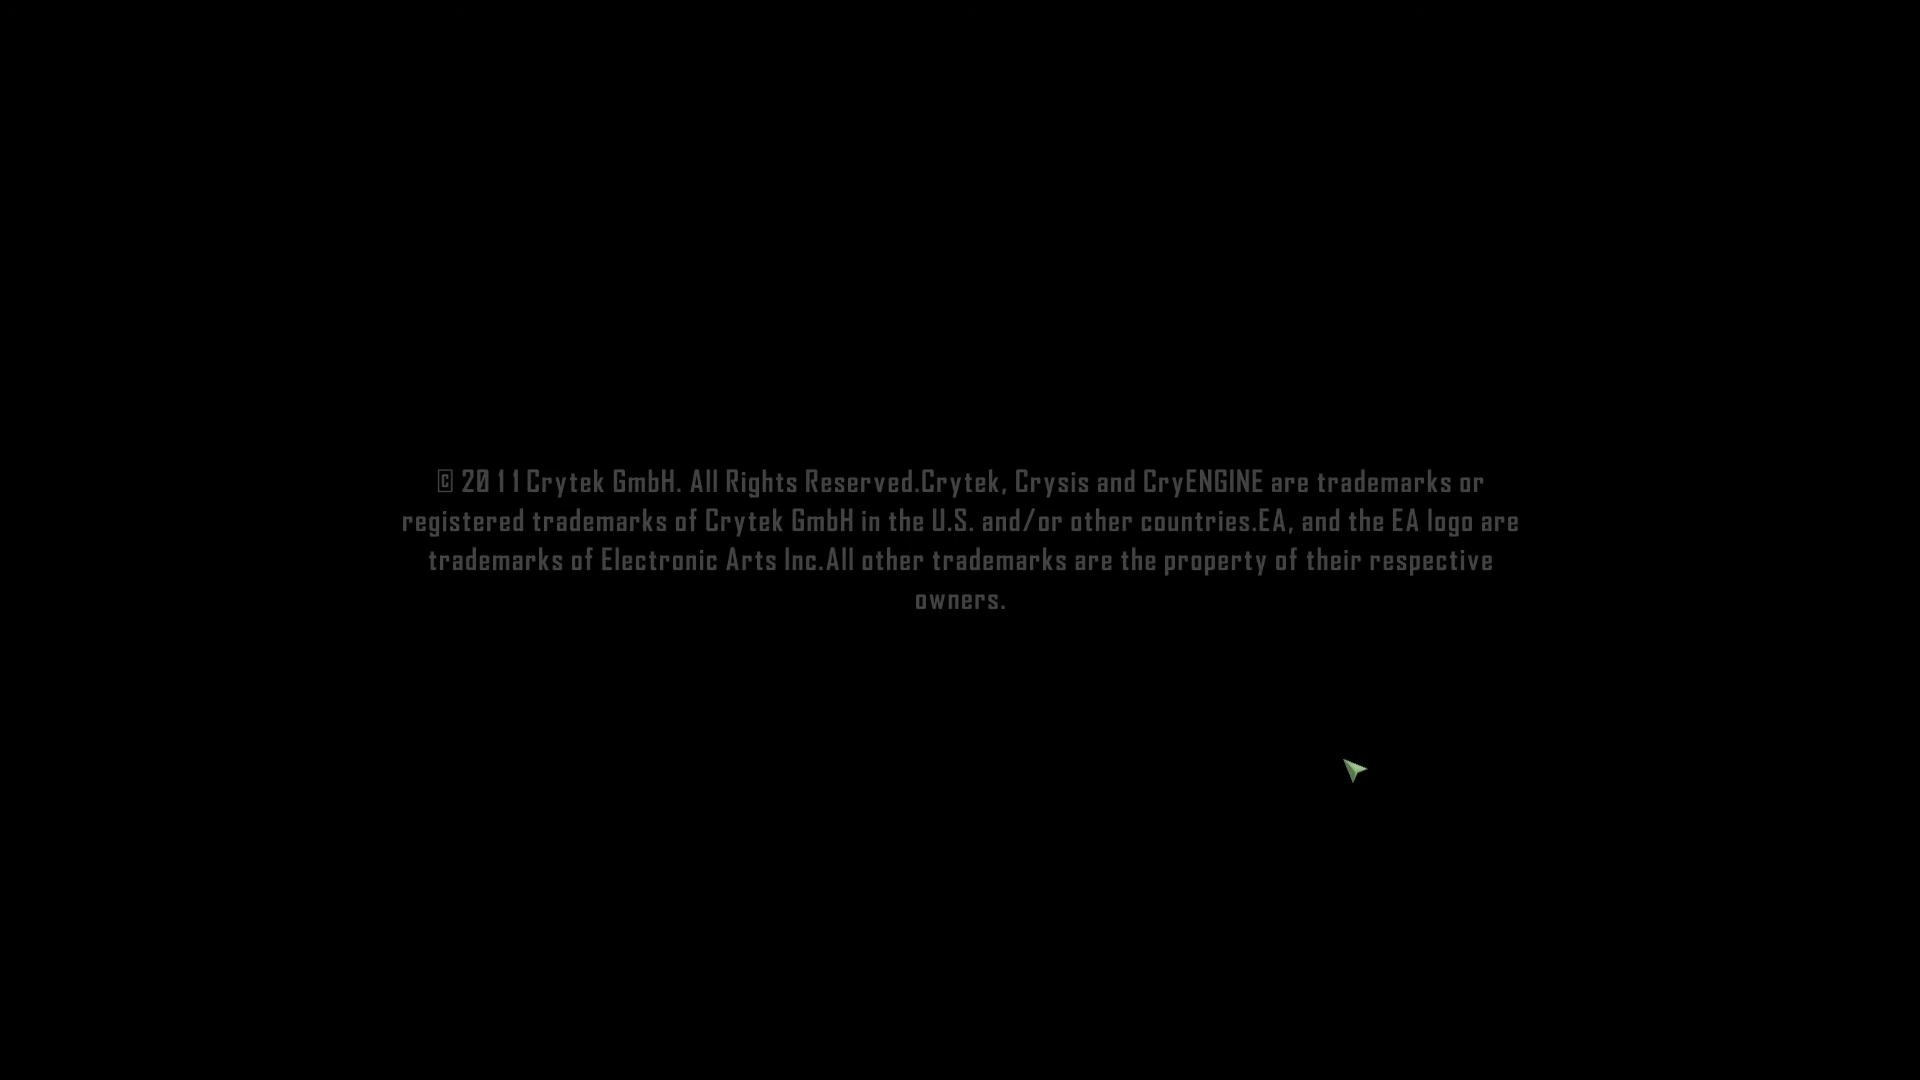 © 2011 Crytek GmbH. All Rights Reserved.Crytek, Crysis and CryENGINE are trademarks or
registered trademarks of Crytek GmbH in the U.S. and/or other countries.EA, and the EA logo are
trademarks of Electronic Arts Inc.All other trademarks are the property of their respective
owners.